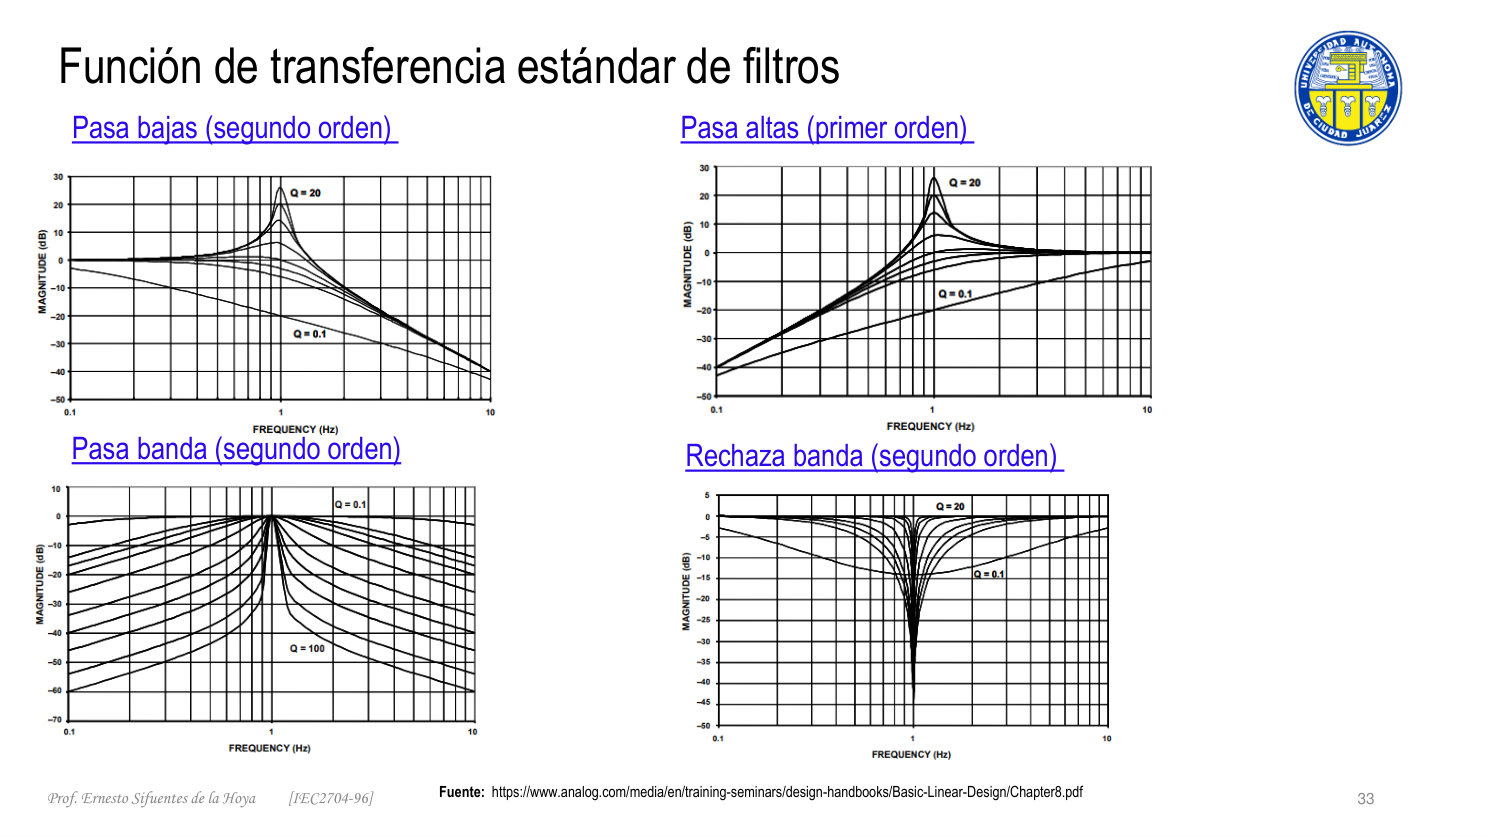 Función de transferencia estándar de filtros
UNIVERSIDAD AUTONOMA
DE CIUDAD JUAREZ
Pasa bajas (segundo orden)
30
20
10
0
–10
–20
–30
–40
–50
MAGNITUDE (dB)
Q = 20
Q = 0.1
0.1
1
10
FREQUENCY (Hz)
Pasa altas (primer orden)
30
20
10
0
–10
–20
–30
–40
–50
MAGNITUDE (dB)
Q = 20
Q = 0.1
0.1
1
10
FREQUENCY (Hz)
Pasa banda (segundo orden)
10
0
–10
–20
–30
–40
–50
–60
–70
MAGNITUDE (dB)
Q = 0.1
Q = 100
0.1
1
10
FREQUENCY (Hz)
Rechaza banda (segundo orden)
5
0
–5
–10
–15
–20
–25
–30
–35
–40
–45
–50
MAGNITUDE (dB)
Q = 20
Q = 0.1
0.1
1
10
FREQUENCY (Hz)
Prof. Ernesto Sifuentes de la Hoya [IEC2704-96]
Fuente: https://www.analog.com/media/en/training-seminars/design-handbooks/Basic-Linear-Design/Chapter8.pdf
33